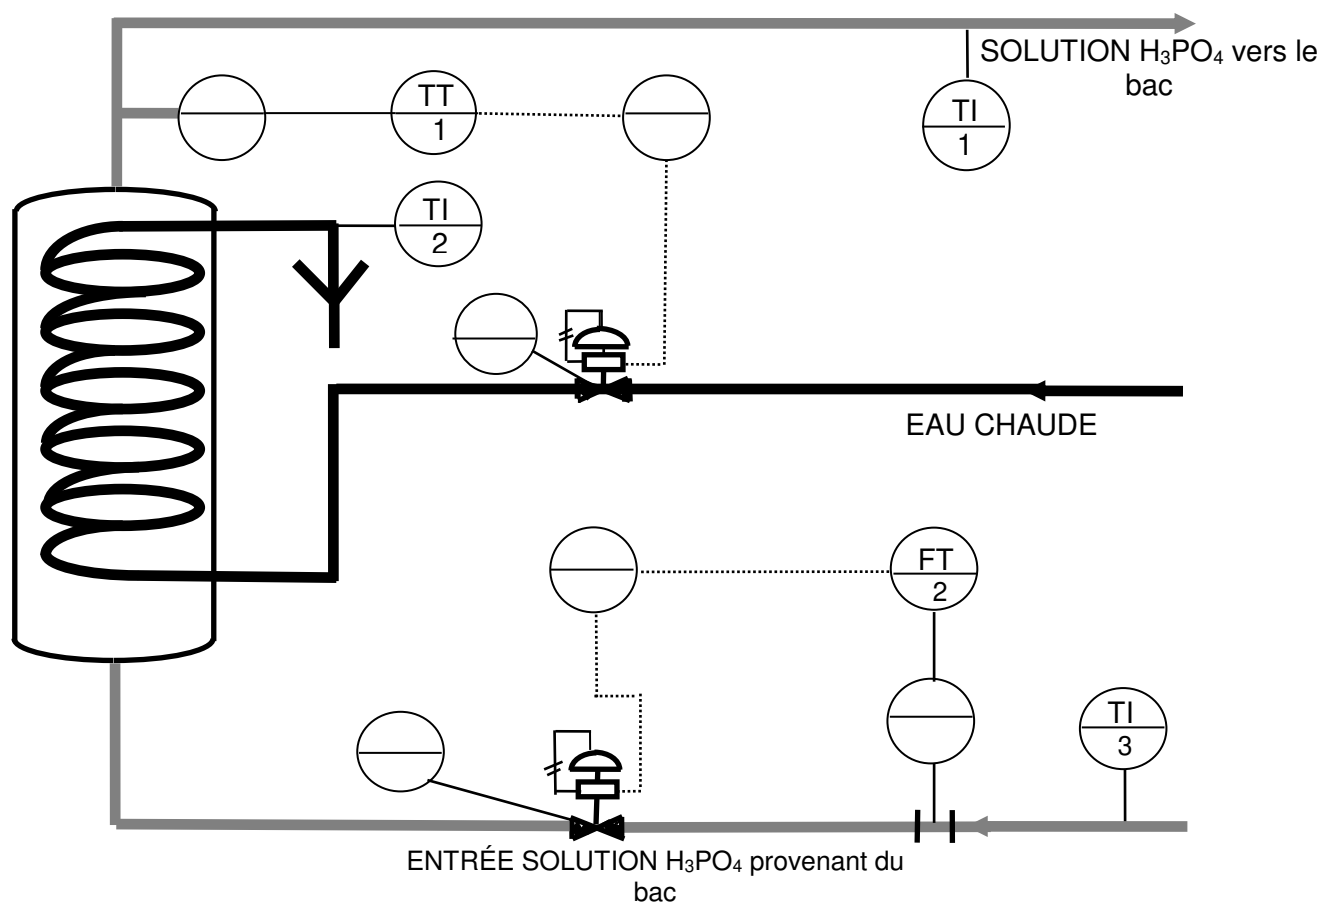 SOLUTION H₃PO₄ vers le
bac
TT
1
TI
1
TI
2
EAU CHAUDE
FT
2
TI
3
ENTRÉE SOLUTION H₃PO₄ provenant du
bac